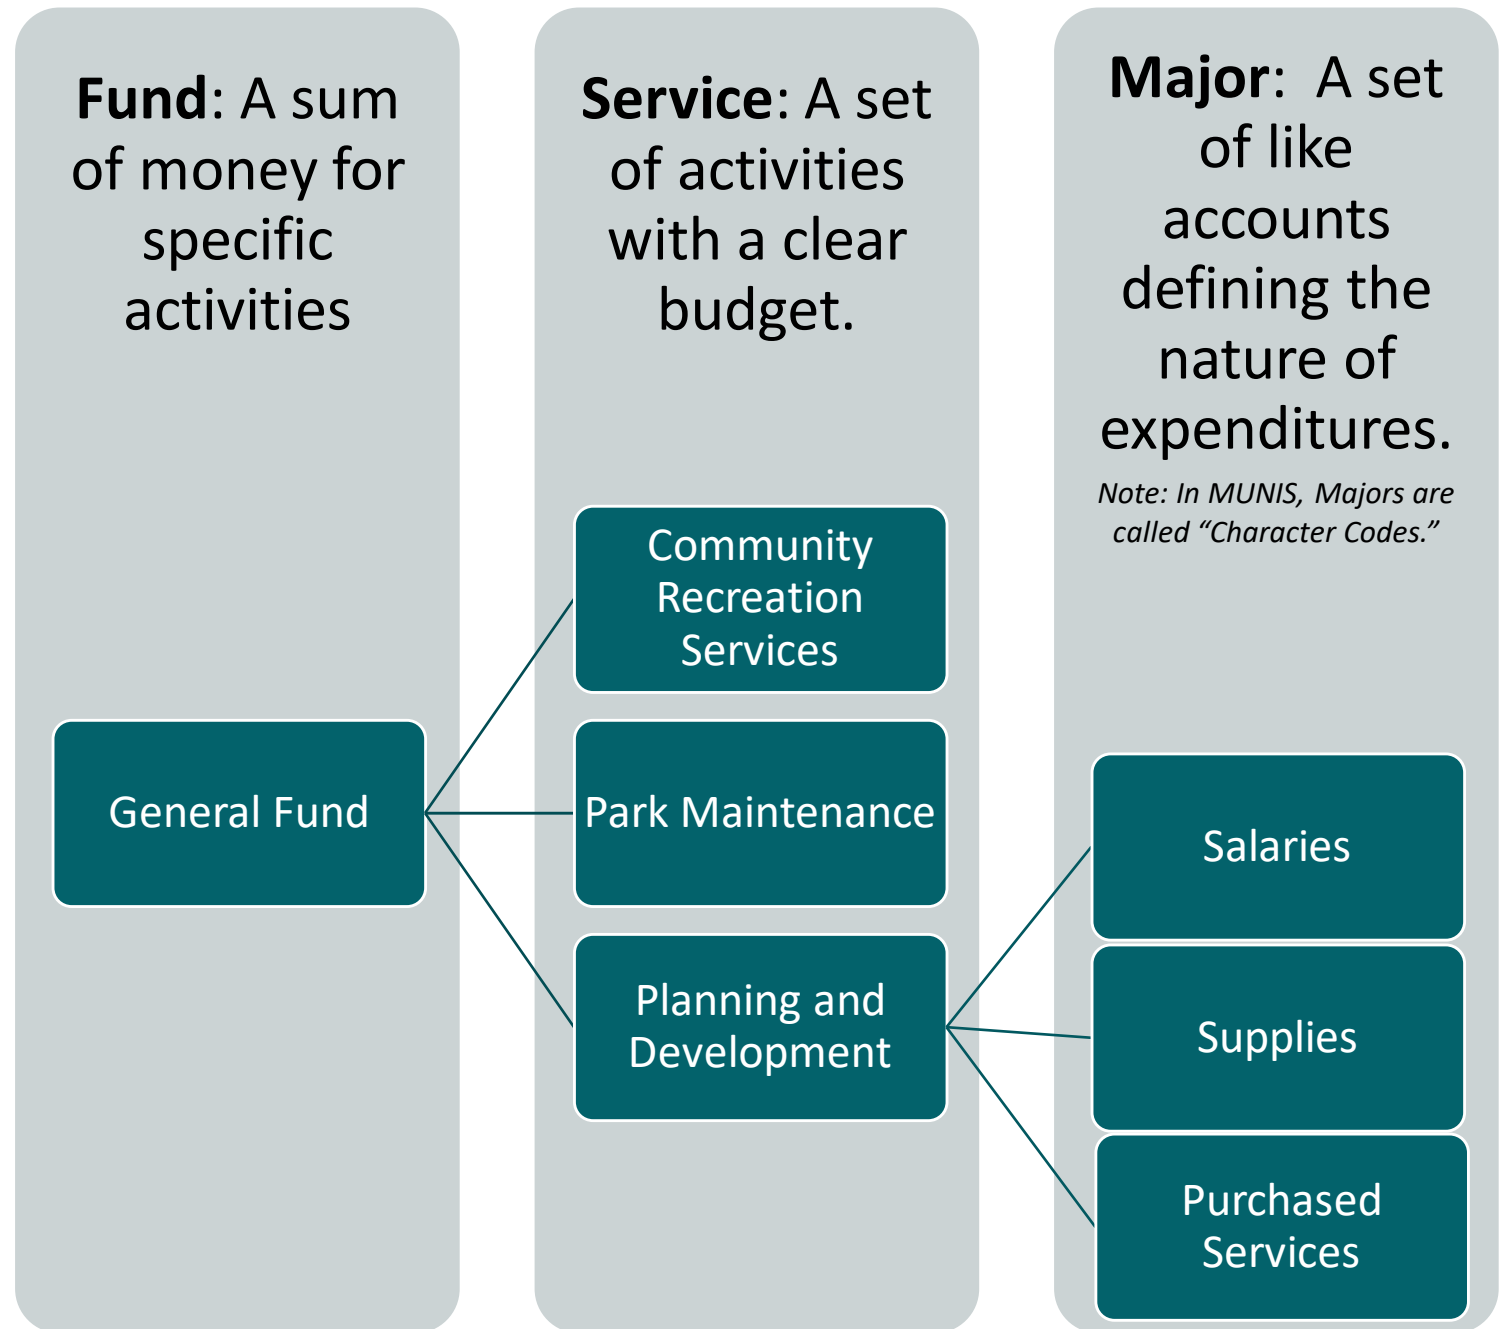 Fund: A sum
of money for
specific
activities
General Fund
Service: A set
of activities
with a clear
budget.
Community
Recreation
Services
Park Maintenance
Planning and
Development
Major:  A set
of like
accounts
defining the
nature of
expenditures.
Note: In MUNIS, Majors are
called “Character Codes.”
Salaries
Supplies
Purchased
Services